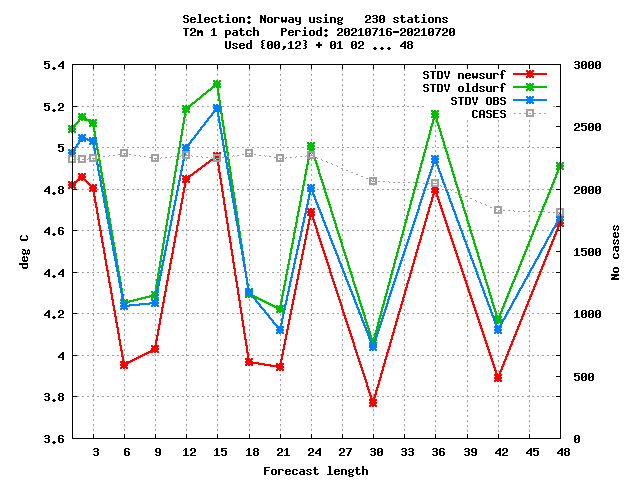 Selection: Norway using   230 stations
T2m 1 patch   Period: 20210716-20210720
Used {00,12} + 01 02 ... 48
STDV newsurf
STDV oldsurf
STDV OBS
CASES
5.4
5.2
5
4.8
4.6
4.4
4.2
4
3.8
3.6
deg C
3000
2500
2000
1500
1000
500
0
No cases
3 6 9 12 15 18 21 24 27 30 33 36 39 42 45 48
Forecast length